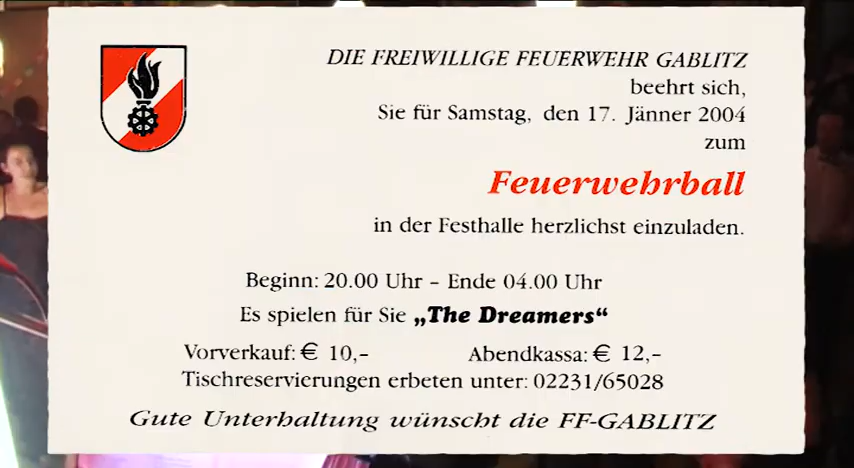 DIE FREIWILLIGE FEUERWEHR GABLITZ
beehrt sich,
Sie für Samstag, den 17. Jänner 2004
zum
Feuerwehrball
in der Festhalle herzlichst einzuladen.
Beginn: 20.00 Uhr – Ende 04.00 Uhr
Es spielen für Sie „The Dreamers“
Vorverkauf: € 10,– Abendkassa: € 12,–
Tischreservierungen erbeten unter: 02231/65028
Gute Unterhaltung wünscht die FF-GABLITZ